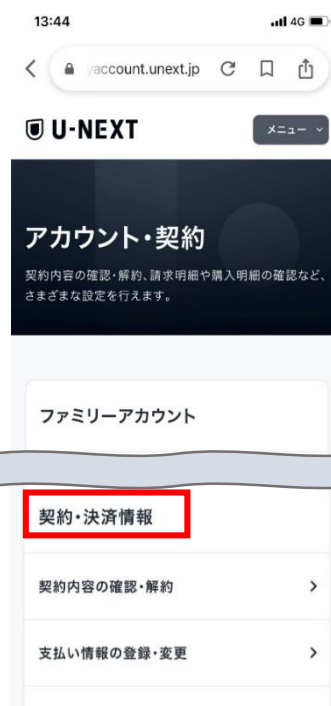 13:44
4G
yaccount.unext.jp
U-NEXT
メニュー
アカウント・契約
契約内容の確認・解約、請求明細や購入明細の確認など、
さまざまな設定を行えます。
ファミリーアカウント
契約・決済情報
契約内容の確認・解約
支払い情報の登録・変更